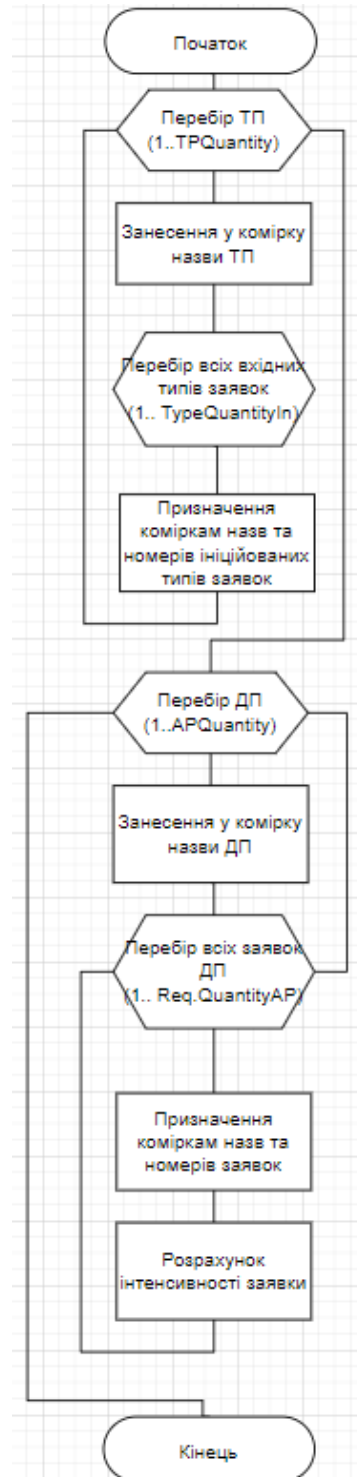 Початок
Перебір ТП
(1..TPQuantity)
Занесення у комірку
назви ТП
Перебір всіх вхідних
типів заявок
(1.. TypeQuantityIn)
Призначення
коміркам назв та
номерів ініційованих
типів заявок
Перебір ДП
(1..APQuantity)
Занесення у комірку
назви ДП
Перебір всіх заявок
ДП
(1.. Req.QuantityAP)
Призначення
коміркам назв та
номерів заявок
Розрахунок
інтенсивності заявки
Кінець